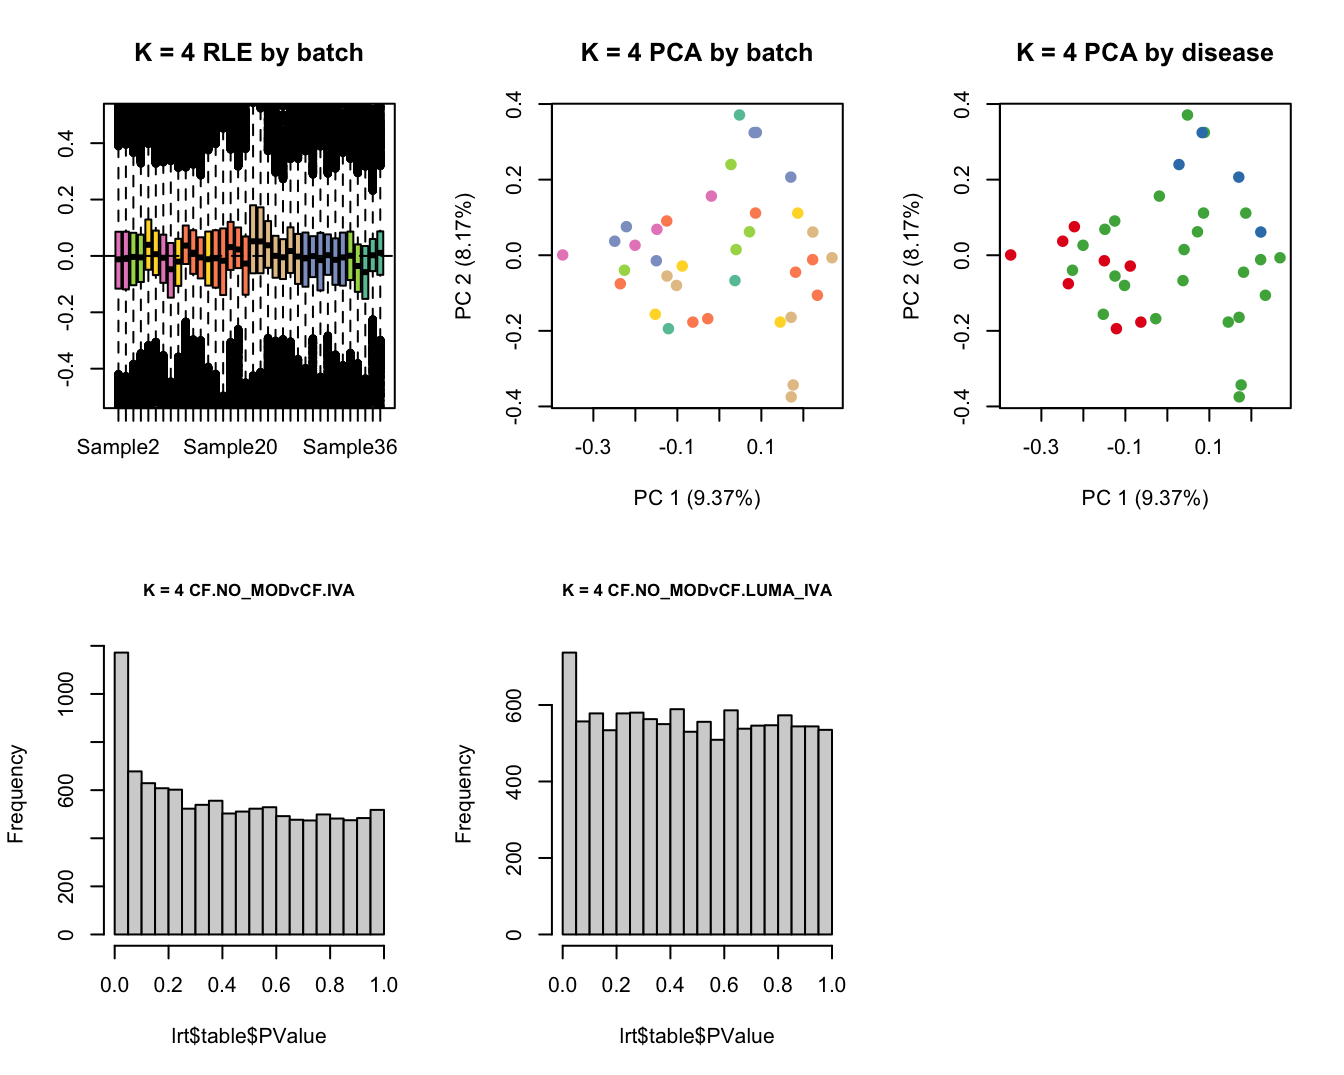 K = 4 RLE by batch
0.4
0.2
0.0
-0.2
-0.4
Sample2 Sample20 Sample36
K = 4 PCA by batch
PC 2 (8.17%)
0.4
0.2
0.0
-0.2
-0.4
-0.3 -0.1 0.1
PC 1 (9.37%)
K = 4 PCA by disease
PC 2 (8.17%)
0.4
0.2
0.0
-0.2
-0.4
-0.3 -0.1 0.1
PC 1 (9.37%)
K = 4 CF.NO_MODvCF.IVA
Frequency
1000
600
200
0
0.0 0.2 0.4 0.6 0.8 1.0
lrt$table$PValue
K = 4 CF.NO_MODvCF.LUMA_IVA
Frequency
600
400
200
0
0.0 0.2 0.4 0.6 0.8 1.0
lrt$table$PValue